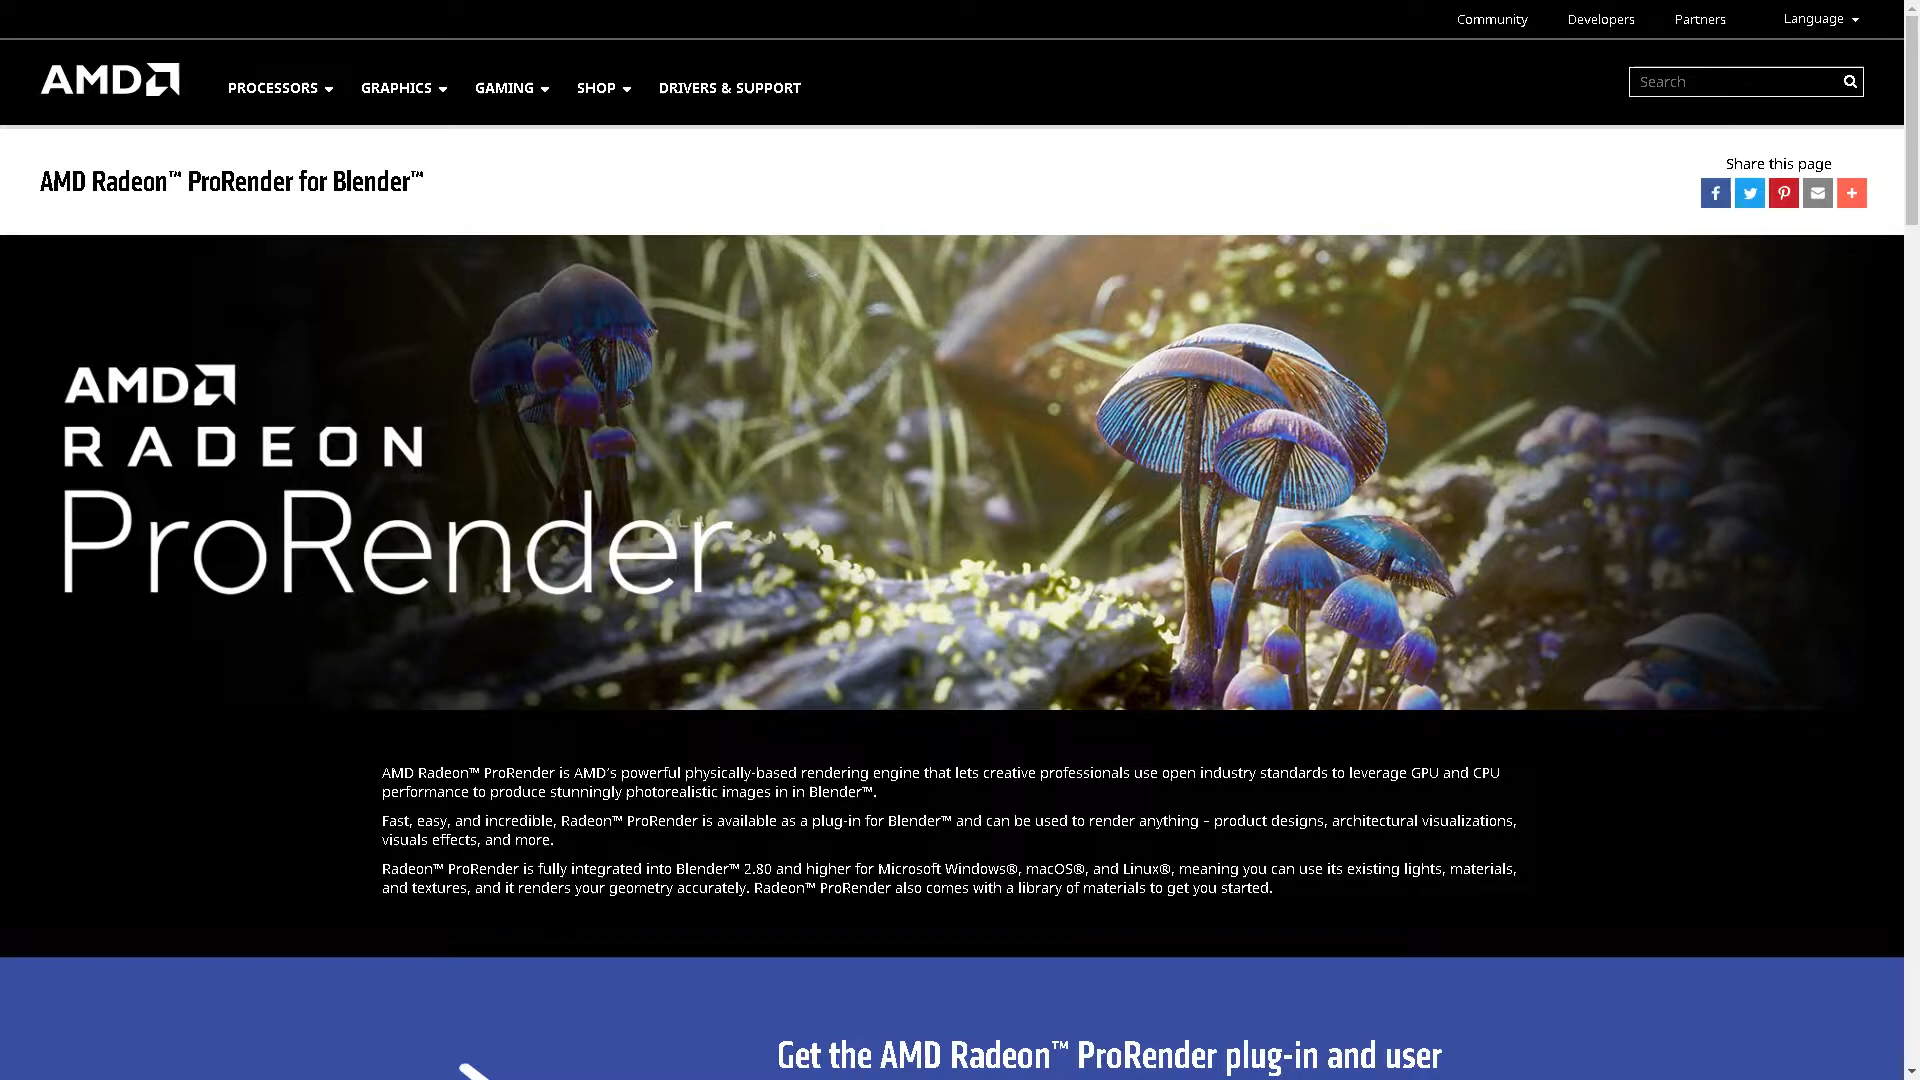 Community Developers Partners Language
AMD PROCESSORS GRAPHICS GAMING SHOP DRIVERS & SUPPORT Search
AMD Radeon™ ProRender for Blender™
Share this page
AMD
RADEON
ProRender
AMD Radeon™ ProRender is AMD's powerful physically-based rendering engine that lets creative professionals use open industry standards to leverage GPU and CPU
performance to produce stunningly photorealistic images in in Blender™.
Fast, easy, and incredible, Radeon™ ProRender is available as a plug-in for Blender™ and can be used to render anything – product designs, architectural visualizations,
visuals effects, and more.
Radeon™ ProRender is fully integrated into Blender™ 2.80 and higher for Microsoft Windows®, macOS®, and Linux®, meaning you can use its existing lights, materials,
and textures, and it renders your geometry accurately. Radeon™ ProRender also comes with a library of materials to get you started.
Get the AMD Radeon™ ProRender plug-in and user